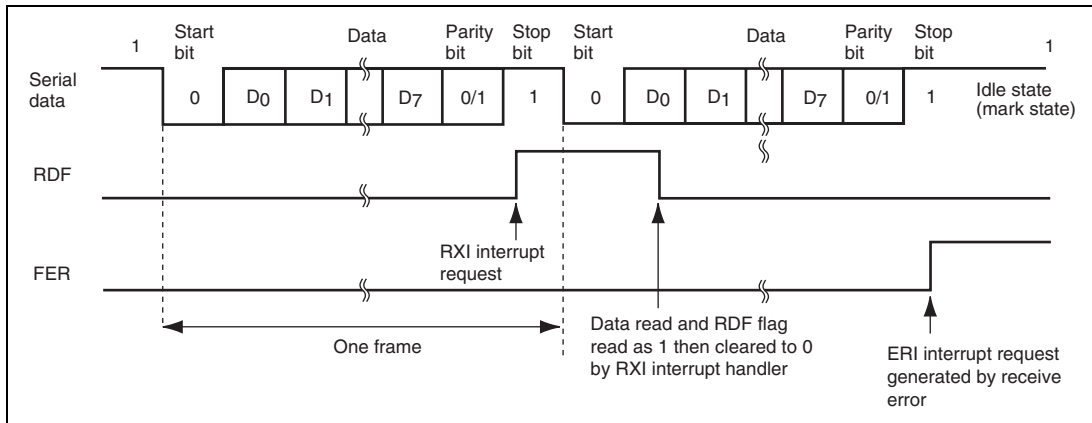 1 Start bit Data Parity bit Stop bit Start bit Data Parity bit Stop bit 1
Serial data 0 D0 D1 D7 0/1 1 0 D0 D1 D7 0/1 1 Idle state (mark state)
RDF
RXI interrupt request
FER
One frame
Data read and RDF flag
read as 1 then cleared to 0
by RXI interrupt handler
ERI interrupt request
generated by receive
error